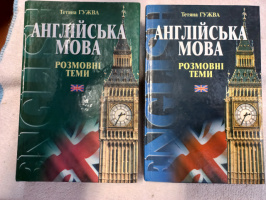 Тетяна ГУЖВА
АНГЛІЙСЬКА
МОВА
РОЗМОВНІ
ТЕМИ
ENGLISH
Тетяна ГУЖВА
АНГЛІЙСЬКА
МОВА
РОЗМОВНІ
ТЕМИ
ENGLISH